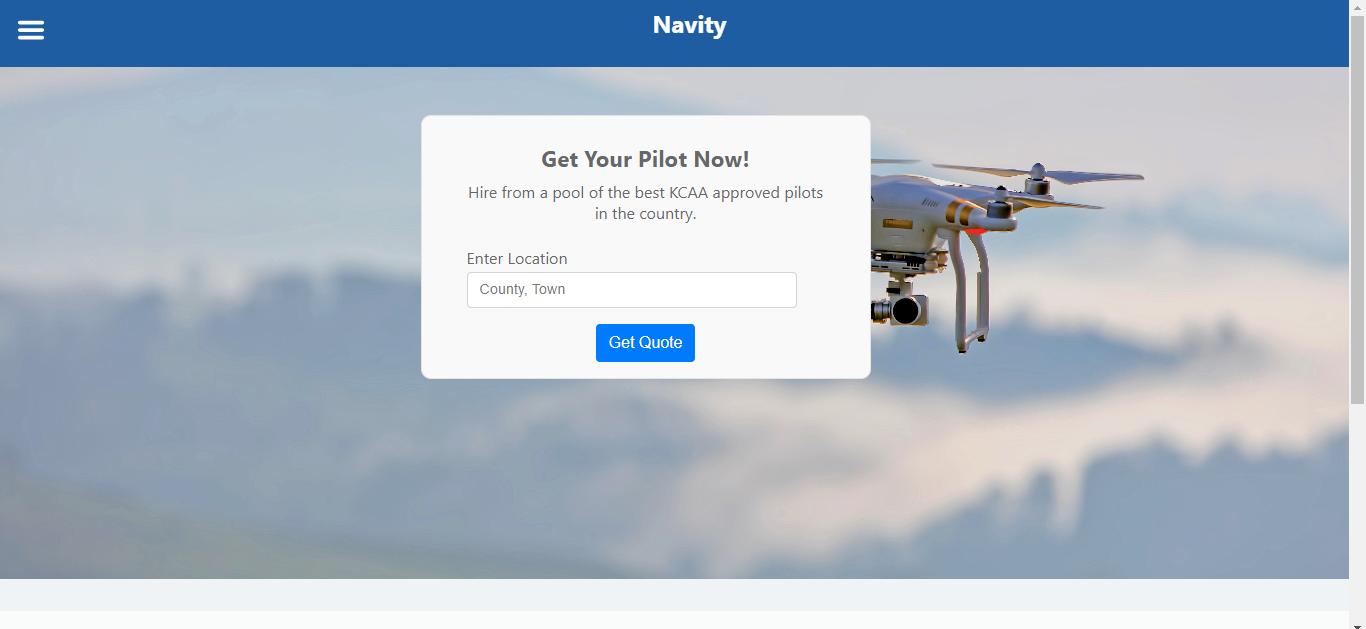 Navity
Get Your Pilot Now!
Hire from a pool of the best KCAA approved pilots
in the country.
Enter Location
County, Town
Get Quote